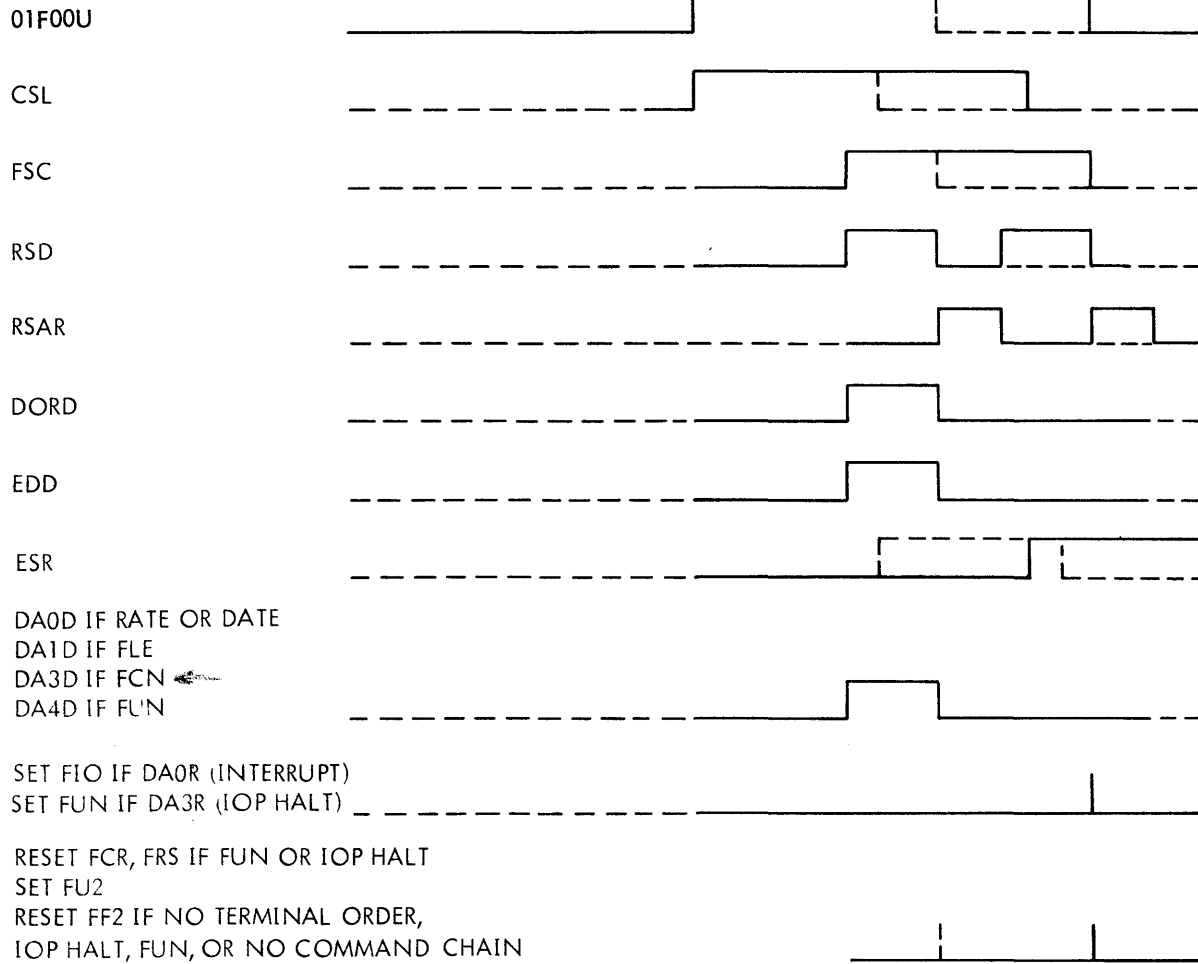 01F00U
CSL
FSC
RSD
RSAR
DORD
EDD
ESR
DA0D IF RATE OR DATE
DA1D IF FLE
DA3D IF FCN
DA4D IF FUN
SET FIO IF DA0R (INTERRUPT)
SET FUN IF DA3R (IOP HALT)
RESET FCR, FRS IF FUN OR IOP HALT
SET FU2
RESET FF2 IF NO TERMINAL ORDER,
IOP HALT, FUN, OR NO COMMAND CHAIN